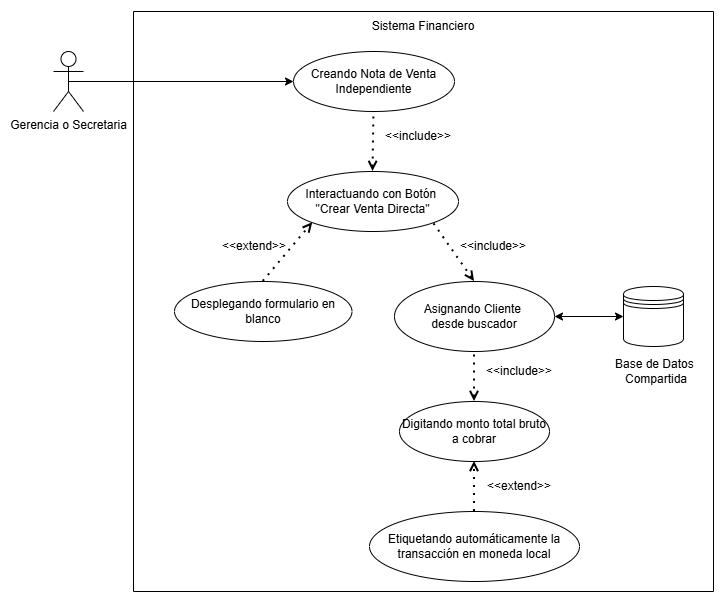 Sistema Financiero
Creando Nota de Venta
Independiente
Gerencia o Secretaria
<<include>>
Interactuando con Botón
"Crear Venta Directa"
<<extend>>
<<include>>
Desplegando formulario en
blanco
Asignando Cliente
desde buscador
Base de Datos
Compartida
<<include>>
Digitando monto total bruto
a cobrar
<<extend>>
Etiquetando automáticamente la
transacción en moneda local